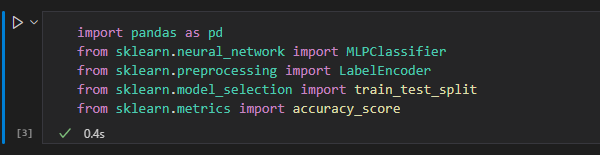 import pandas as pd
from sklearn.neural_network import MLPClassifier
from sklearn.preprocessing import LabelEncoder
from sklearn.model_selection import train_test_split
from sklearn.metrics import accuracy_score
[3] 0.4s